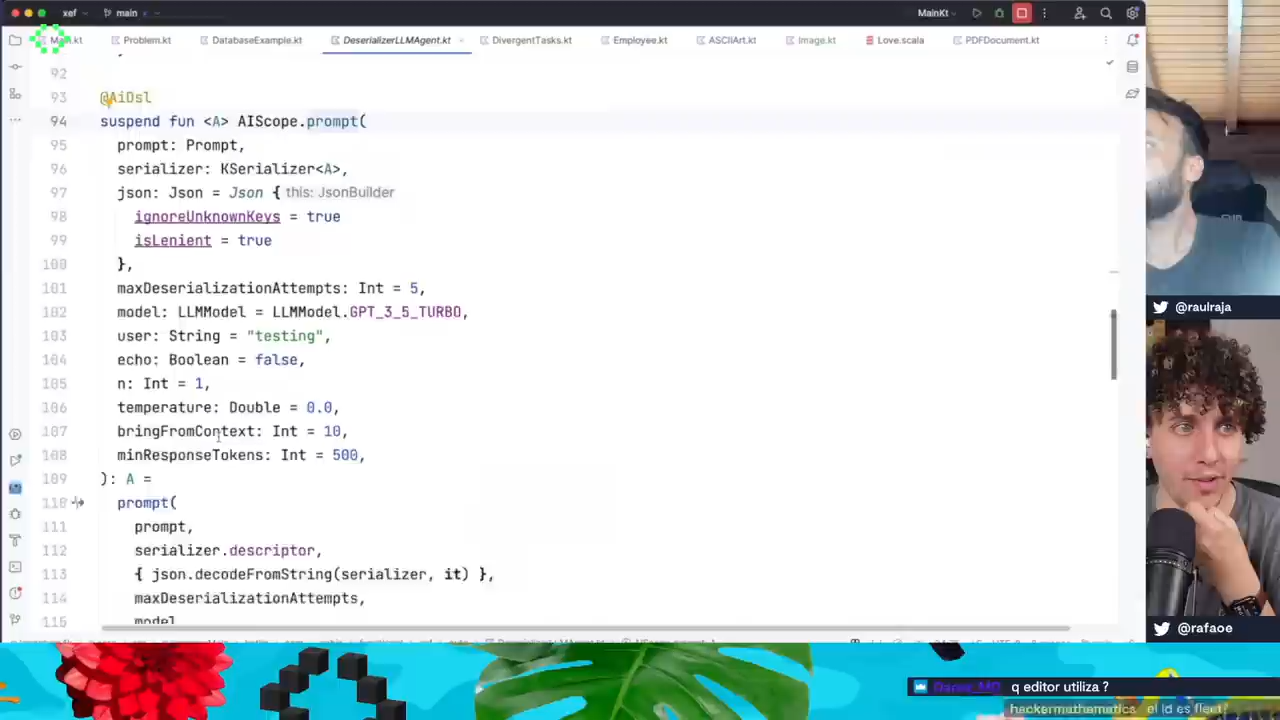 xef
main
MainKt
Main.kt
Problem.kt
DatabaseExample.kt
DeserializerLLMAgent.kt
DivergentTasks.kt
Employee.kt
ASCIIArt.kt
Image.kt
Love.scala
PDFDocument.kt
92
93 @AiDsl
94 suspend fun <A> AIScope.prompt(
95 prompt: Prompt,
96 serializer: KSerializer<A>,
97 json: Json = Json { this: JsonBuilder
98 ignoreUnknownKeys = true
99 isLenient = true
100 },
101 maxDeserializationAttempts: Int = 5,
102 model: LLMModel = LLMModel.GPT_3_5_TURBO,
103 user: String = "testing",
104 echo: Boolean = false,
105 n: Int = 1,
106 temperature: Double = 0.0,
107 bringFromContext: Int = 10,
108 minResponseTokens: Int = 500,
109 ): A =
110 prompt(
111 prompt,
112 serializer.descriptor,
113 { json.decodeFromString(serializer, it) },
114 maxDeserializationAttempts,
115 model
@raulraja
@rafaoe
q editor utiliza ?
el id es fleet!